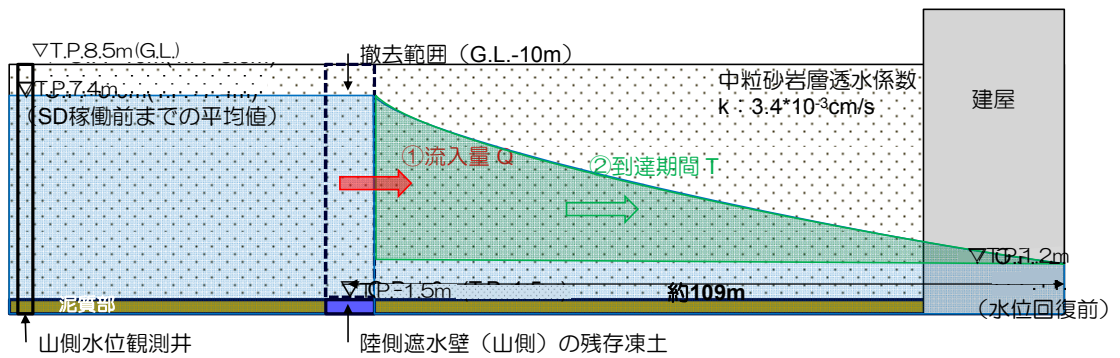 ▽T.P.8.5m(G.L.)
撤去範囲（G.L.-10m）
▽T.P.7.4m
(SD稼働前までの平均値）
中粒砂岩層透水係数
k：3.4*10-3cm/s
建屋
①流入量 Q
②到達期間 T
▽T.P.1.2m
(水位回復前）
▽T.P.-1.5m
約109m
泥質部
山側水位観測井
陸側遮水壁（山側）の残存凍土